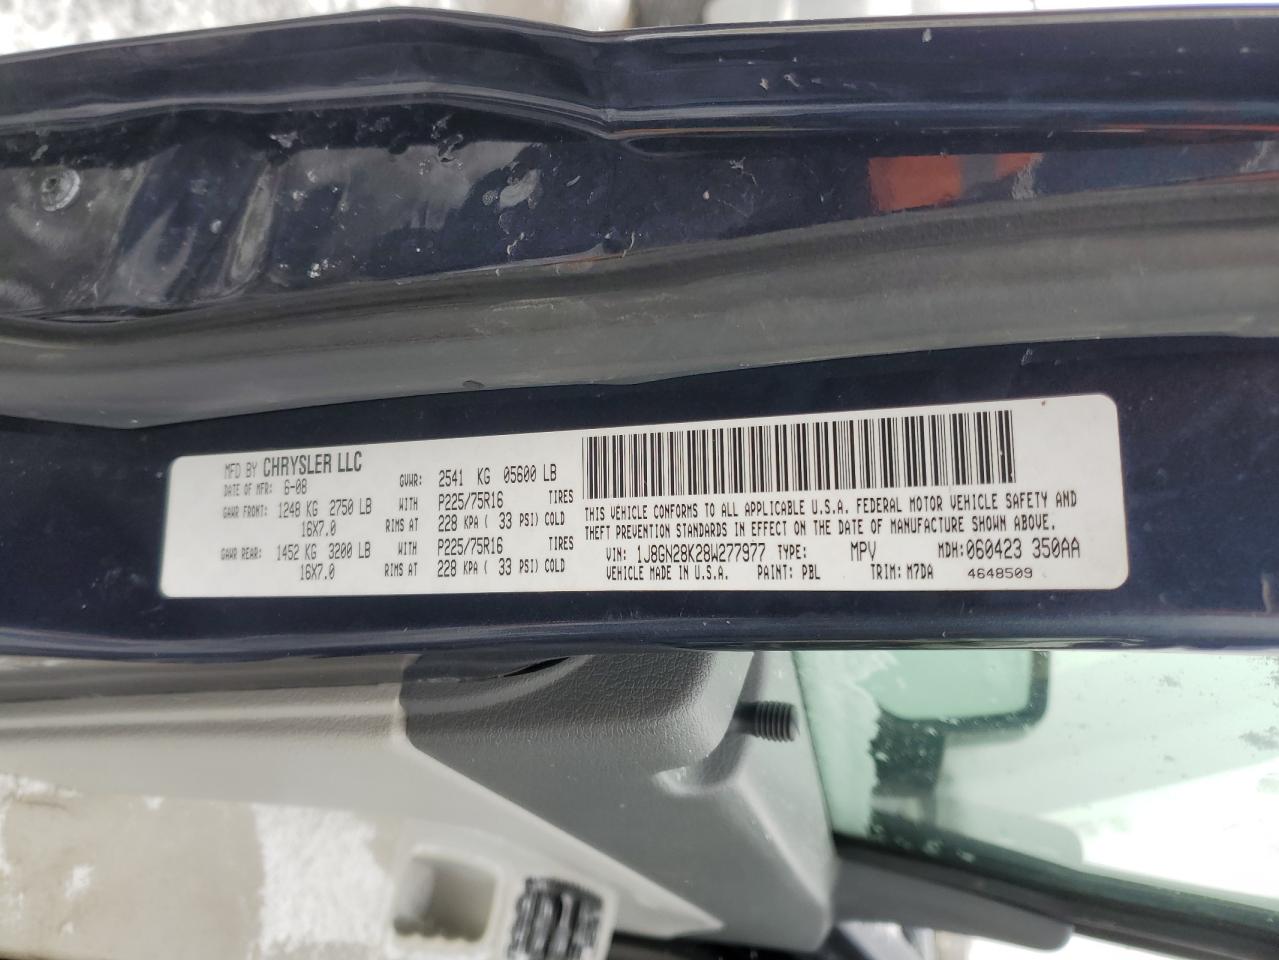 MFD BY CHRYSLER LLC
DATE OF MFR: 6-08
GVWR: 2541 KG 05600 LB
GAWR FRONT: 1248 KG 2750 LB WITH P225/75R16 TIRES
16X7.0 RIMS AT 228 KPA ( 33 PSI) COLD
GAWR REAR: 1452 KG 3200 LB WITH P225/75R16 TIRES
16X7.0 RIMS AT 228 KPA ( 33 PSI) COLD
THIS VEHICLE CONFORMS TO ALL APPLICABLE U.S.A. FEDERAL MOTOR VEHICLE SAFETY AND
THEFT PREVENTION STANDARDS IN EFFECT ON THE DATE OF MANUFACTURE SHOWN ABOVE.
VIN: 1J8GN28K28W277977 TYPE: MPV MDH:060423 350AA
VEHICLE MADE IN U.S.A. PAINT: PBL TRIM: M7DA 4648509